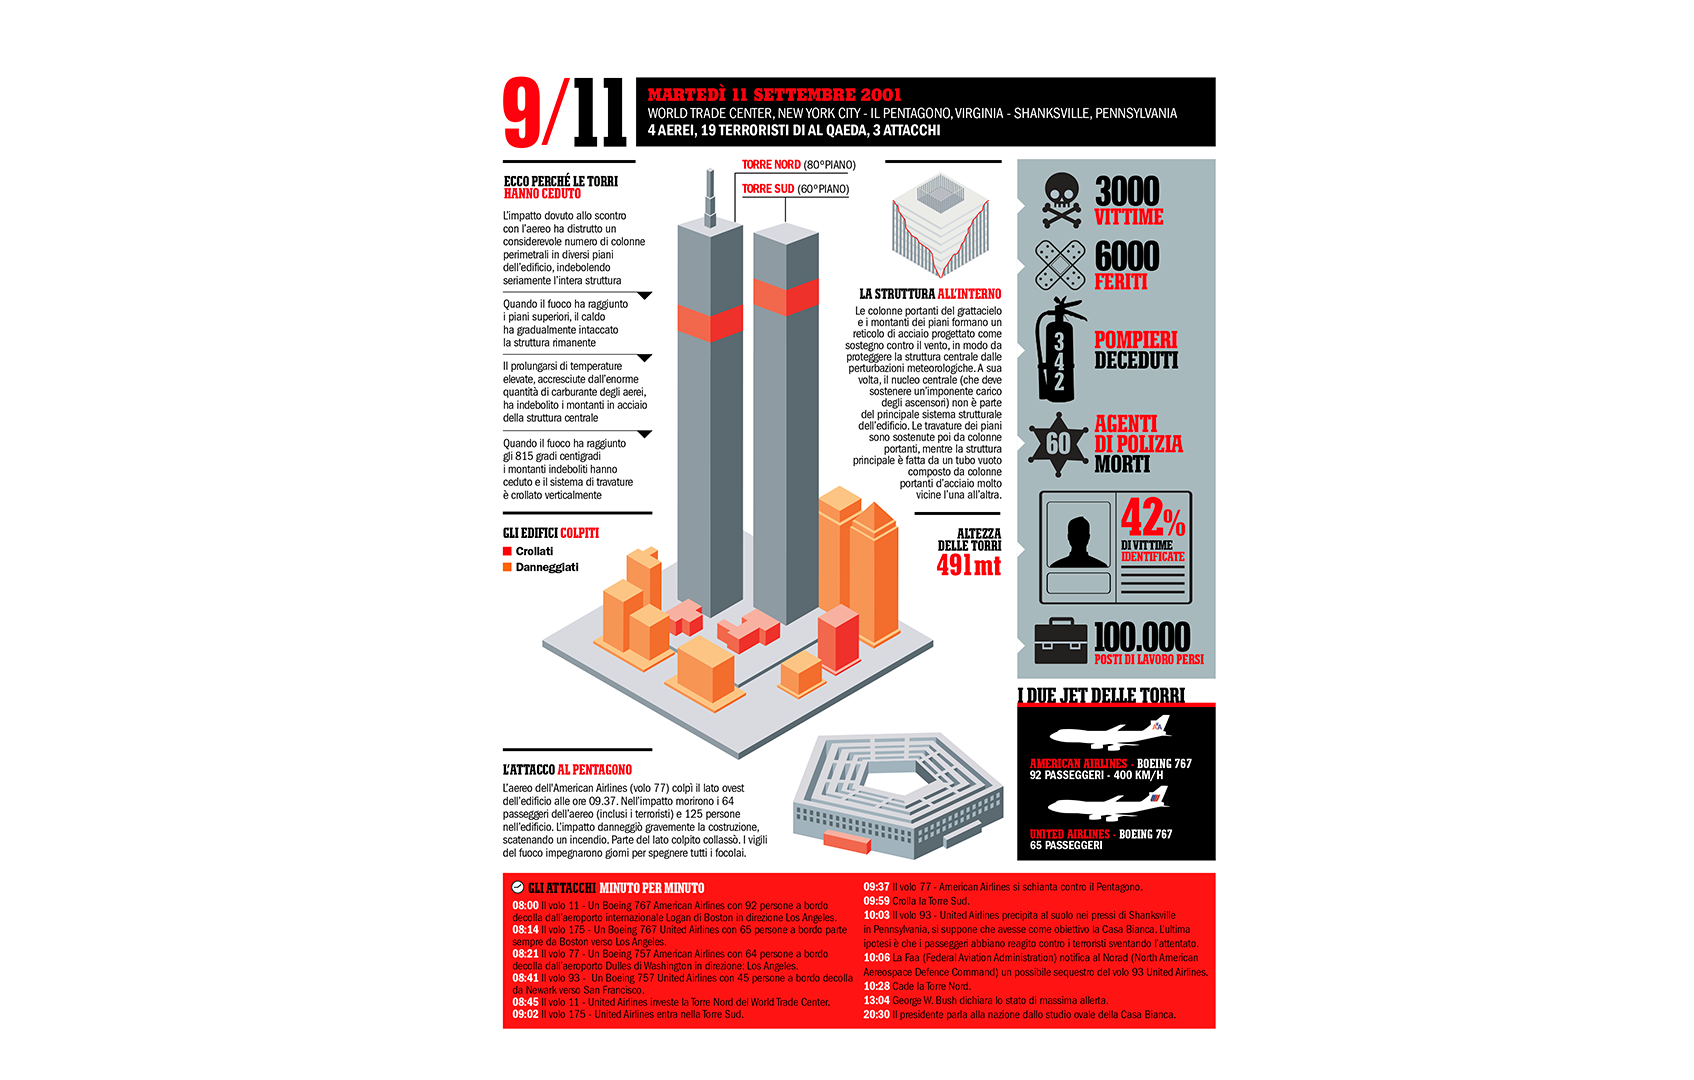 9/11
MARTEDÌ 11 SETTEMBRE 2001
WORLD TRADE CENTER, NEW YORK CITY - IL PENTAGONO, VIRGINIA - SHANKSVILLE, PENNSYLVANIA
4 AEREI, 19 TERRORISTI DI AL QAEDA, 3 ATTACCHI
ECCO PERCHÉ LE TORRI
HANNO CEDUTO
L'impatto dovuto allo scontro
con l'aereo ha distrutto un
considerevole numero di colonne
perimetrali in diversi piani
dell'edificio, indebolendo
seriamente l'intera struttura
Quando il fuoco ha raggiunto
i piani superiori, il caldo
ha gradualmente intaccato
la struttura rimanente
Il prolungarsi di temperature
elevate, accresciute dall'enorme
quantità di carburante degli aerei,
ha indebolito i montanti in acciaio
della struttura centrale
Quando il fuoco ha raggiunto
gli 815 gradi centigradi
i montanti indeboliti hanno
ceduto e il sistema di travature
è crollato verticalmente
GLI EDIFICI COLPITI
Crollati
Danneggiati
TORRE NORD (80°PIANO)
TORRE SUD (60°PIANO)
LA STRUTTURA ALL'INTERNO
Le colonne portanti del grattacielo
e i montanti dei piani formano un
reticolo di acciaio progettato come
sostegno contro il vento, in modo da
proteggere la struttura centrale dalle
perturbazioni meteorologiche. A sua
volta, il nucleo centrale (che deve
sostenere un'imponente carico
degli ascensori) non è parte
del principale sistema strutturale
dell'edificio. Le travature dei piani
sono sostenute poi da colonne
portanti, mentre la struttura
principale è fatta da un tubo vuoto
composto da colonne
portanti d'acciaio molto
vicine l'una all'altra.
ALTEZZA
DELLE TORRI
491mt
3000
VITTIME
6000
FERITI
342
POMPIERI
DECEDUTI
60
AGENTI
DI POLIZIA
MORTI
42%
DI VITTIME
IDENTIFICATE
100.000
POSTI DI LAVORO PERSI
I DUE JET DELLE TORRI
AMERICAN AIRLINES - BOEING 767
92 PASSEGGERI - 400 KM/H
UNITED AIRLINES - BOEING 767
65 PASSEGGERI
L'ATTACCO AL PENTAGONO
L'aereo dell'American Airlines (volo 77) colpì il lato ovest
dell'edificio alle ore 09.37. Nell'impatto morirono i 64
passeggeri dell'aereo (inclusi i terroristi) e 125 persone
nell'edificio. L'impatto danneggiò gravemente la costruzione,
scatenando un incendio. Parte del lato colpito collassò. I vigili
del fuoco impegnarono giorni per spegnere tutti i focolai.
GLI ATTACCHI MINUTO PER MINUTO
08:00 Il volo 11 - Un Boeing 767 American Airlines con 92 persone a bordo
decolla dall'aeroporto internazionale Logan di Boston in direzione Los Angeles.
08:14 Il volo 175 - Un Boeing 767 United Airlines con 65 persone a bordo parte
sempre da Boston verso Los Angeles.
08:21 Il volo 77 - Un Boeing 757 American Airlines con 64 persone a bordo
decolla dall'aeroporto Dulles di Washington in direzione: Los Angeles.
08:41 Il volo 93 - Un Boeing 757 United Airlines con 45 persone a bordo decolla
da Newark verso San Francisco.
08:45 Il volo 11 - United Airlines investe la Torre Nord del World Trade Center.
09:02 Il volo 175 - United Airlines entra nella Torre Sud.
09:37 Il volo 77 - American Airlines si schianta contro il Pentagono.
09:59 Crolla la Torre Sud.
10:03 Il volo 93 - United Airlines precipita al suolo nei pressi di Shanksville
in Pennsylvania, si suppone che avesse come obiettivo la Casa Bianca. L'ultima
ipotesi è che i passeggeri abbiano reagito contro i terroristi sventando l'attentato.
10:06 La Faa (Federal Aviation Administration) notifica al Norad (North American
Aerospace Defence Command) un possibile sequestro del volo 93 United Airlines.
10:28 Cade la Torre Nord.
13:04 George W. Bush dichiara lo stato di massima allerta.
20:30 Il presidente parla alla nazione dallo studio ovale della Casa Bianca.